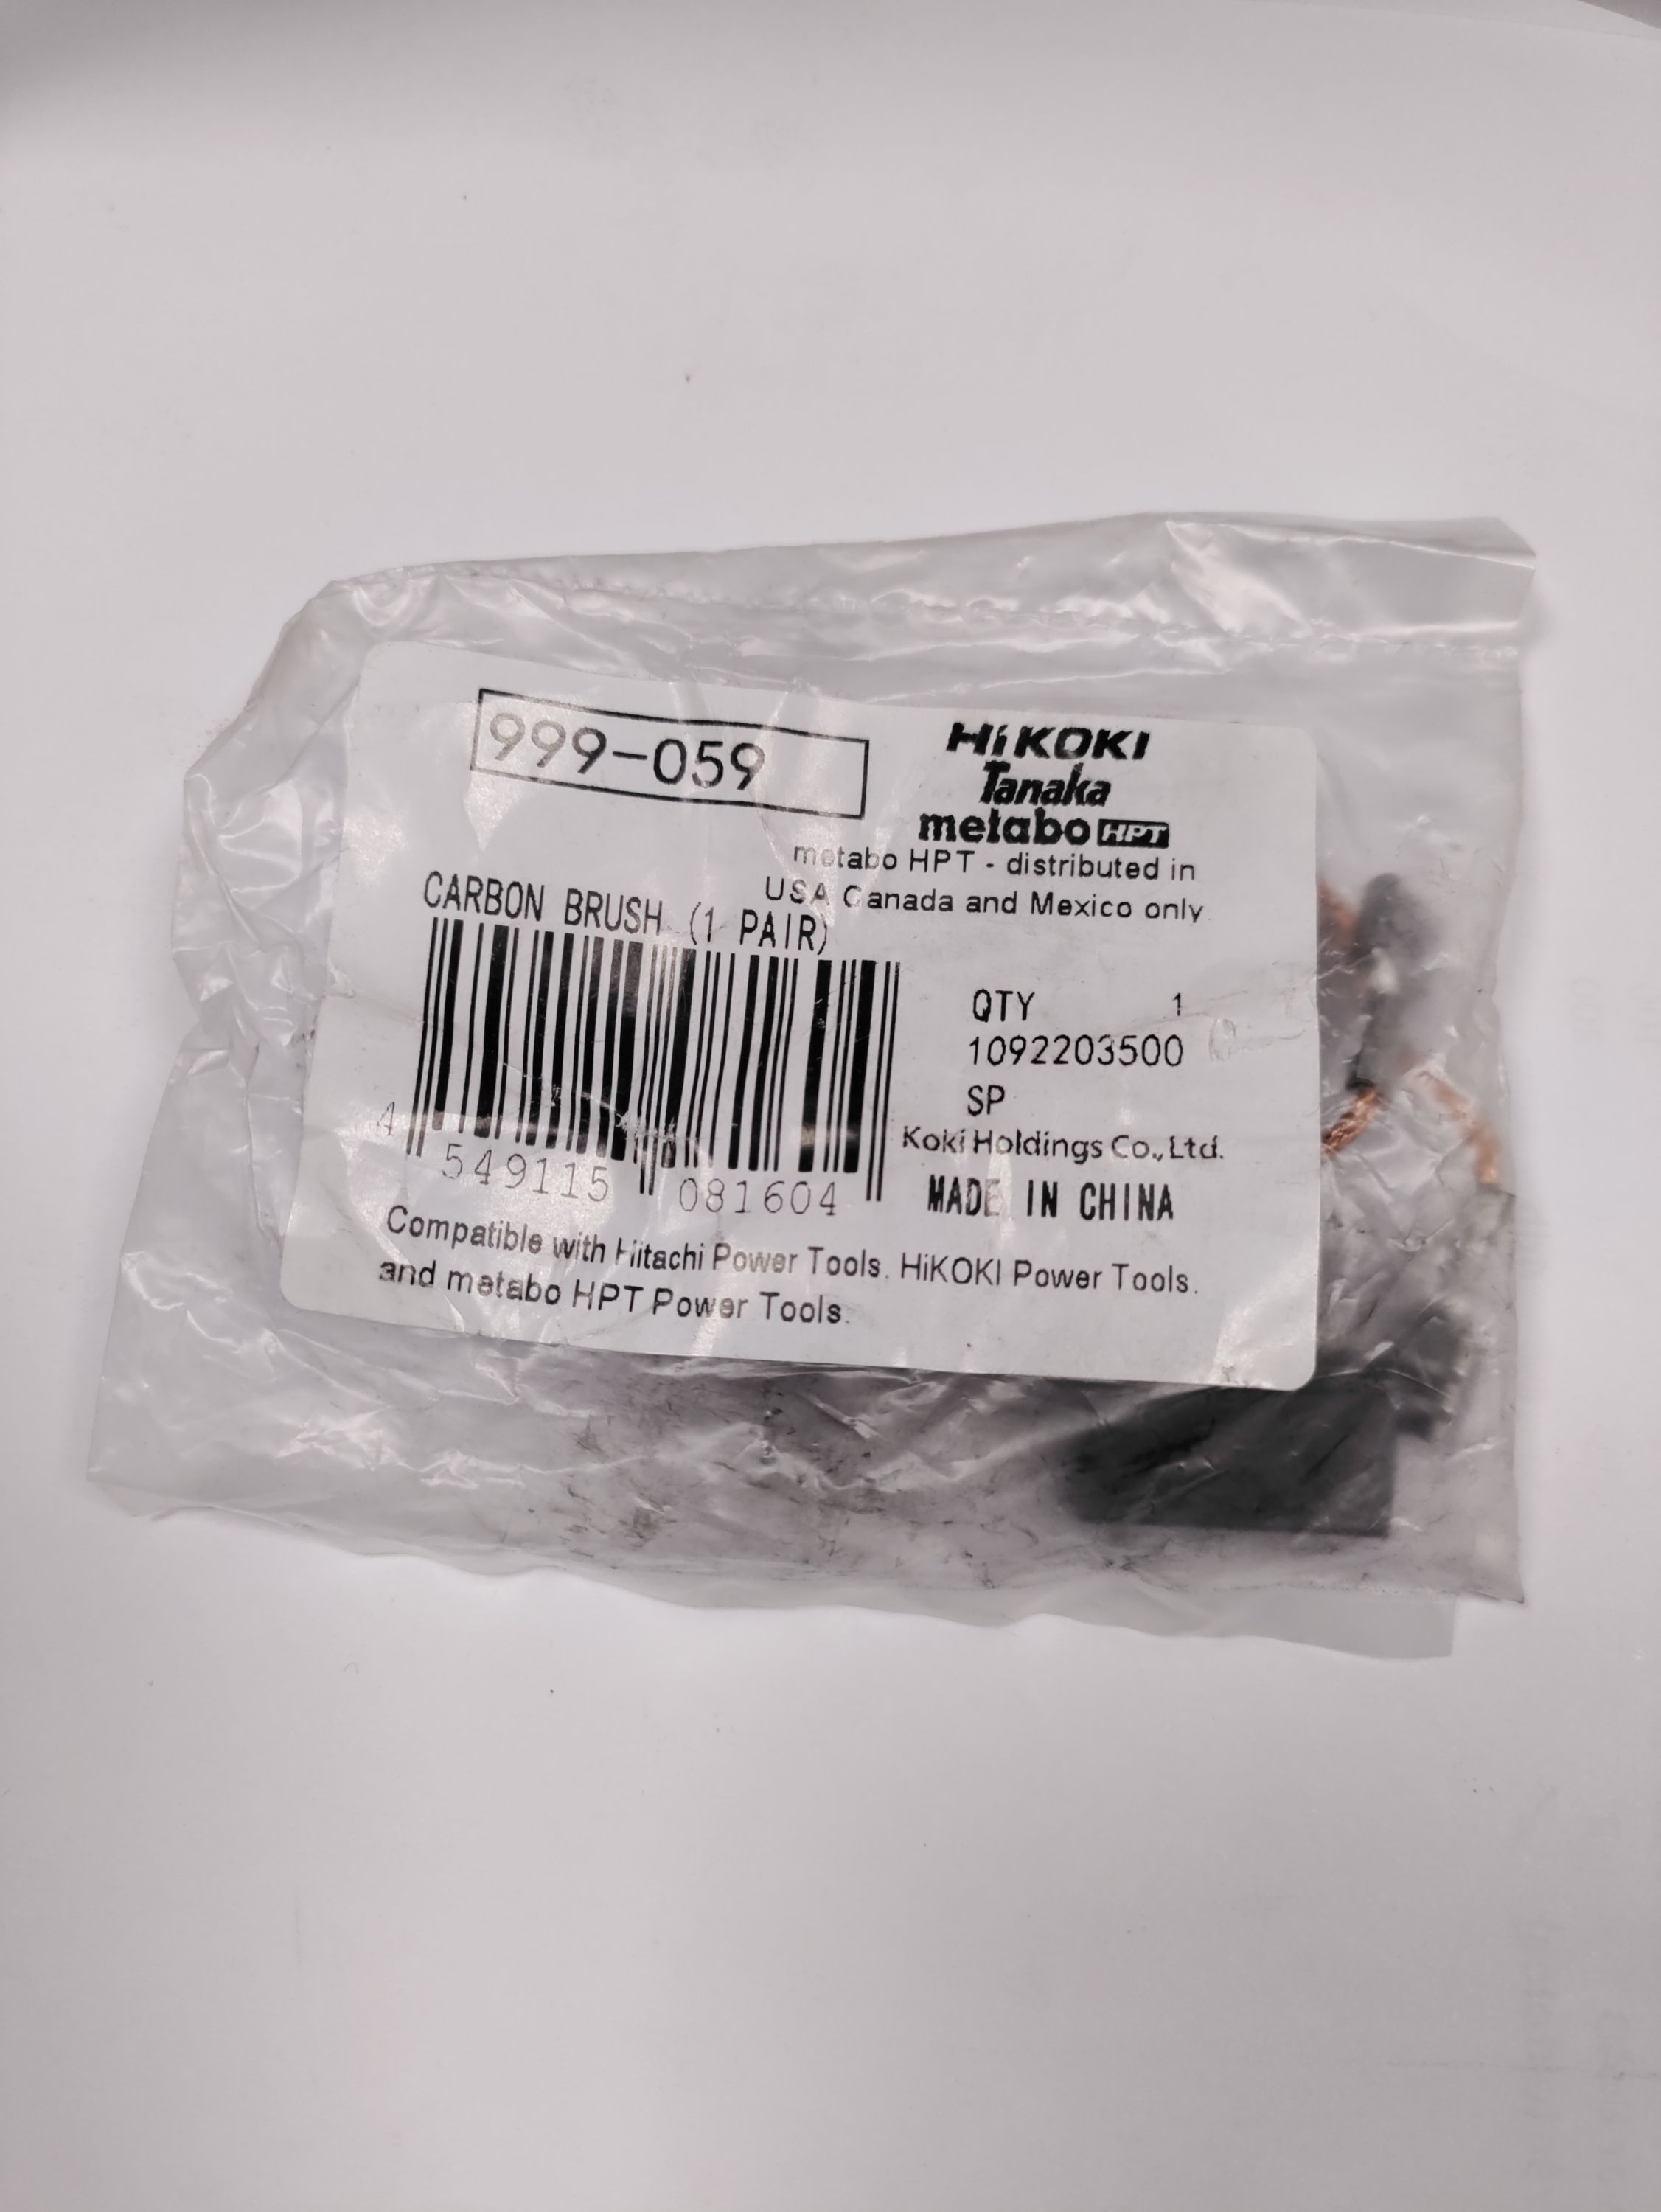 999-059
HiKOKI
Tanaka
metabo HPT
metabo HPT - distributed in
USA Canada and Mexico only
CARBON BRUSH (1 PAIR)
QTY 1
1092203500
SP
Koki Holdings Co., Ltd.
MADE IN CHINA
4 549115 081604
Compatible with Hitachi Power Tools. HiKOKI Power Tools.
and metabo HPT Power Tools.